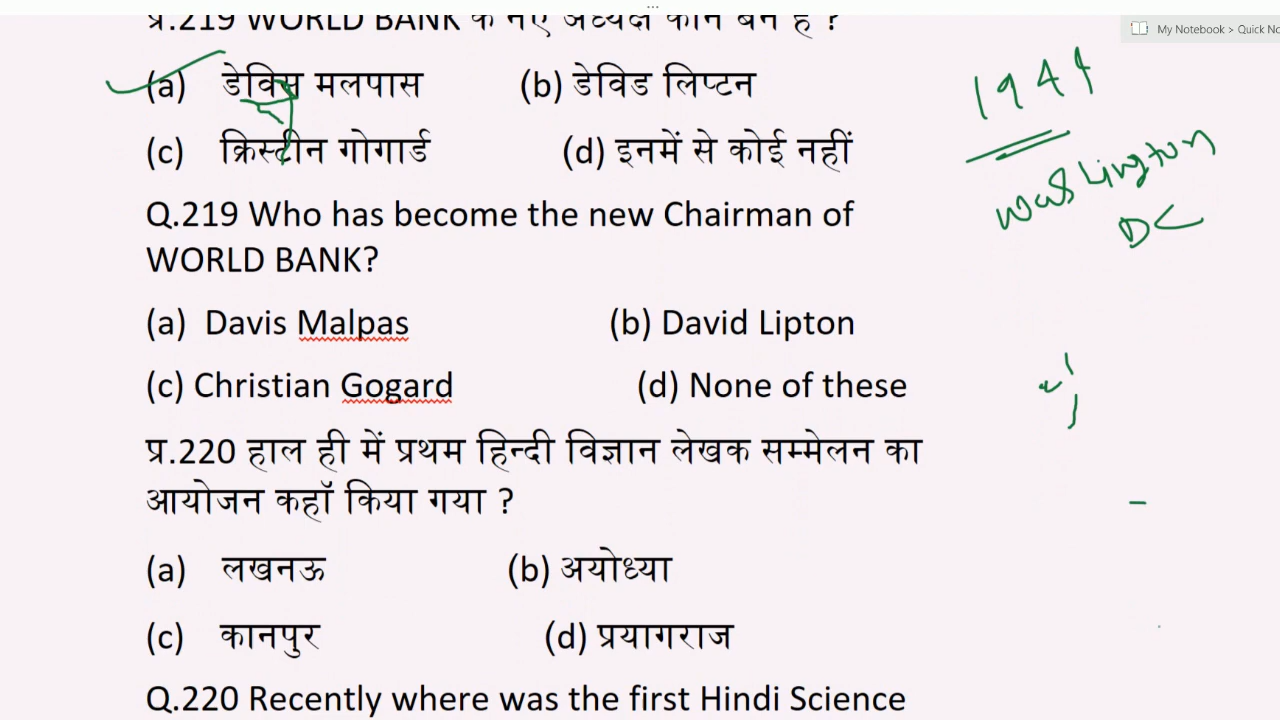 प्र.219 WORLD BANK के नए अध्यक्ष कौन बने है ?
My Notebook > Quick No
(a) डेविस मलपास (b) डेविड लिप्टन
(c) क्रिस्टीन गोगार्ड (d) इनमें से कोई नहीं
Washington
DC
Q.219 Who has become the new Chairman of
WORLD BANK?
(a) Davis Malpas (b) David Lipton
(c) Christian Gogard (d) None of these
प्र.220 हाल ही में प्रथम हिन्दी विज्ञान लेखक सम्मेलन का
आयोजन कहॉ किया गया ?
(a) लखनऊ (b) अयोध्या
(c) कानपुर (d) प्रयागराज
Q.220 Recently where was the first Hindi Science